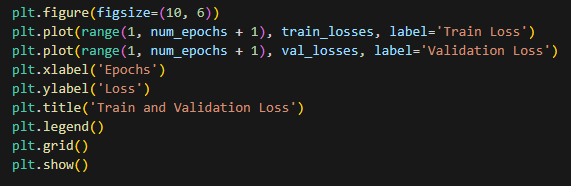 plt.figure(figsize=(10, 6))
plt.plot(range(1, num_epochs + 1), train_losses, label='Train Loss')
plt.plot(range(1, num_epochs + 1), val_losses, label='Validation Loss')
plt.xlabel('Epochs')
plt.ylabel('Loss')
plt.title('Train and Validation Loss')
plt.legend()
plt.grid()
plt.show()